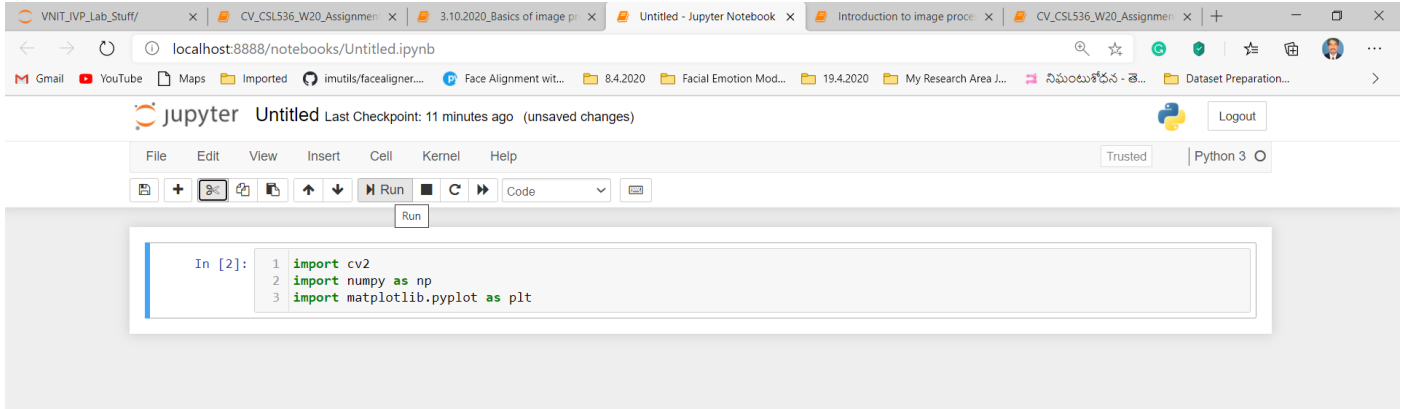 VNIT_IVP_Lab_Stuff/ CV_CSL536_W20_Assignmen 3.10.2020_Basics of image pr Untitled - Jupyter Notebook Introduction to image proce CV_CSL536_W20_Assignmen
localhost:8888/notebooks/Untitled.ipynb
Gmail YouTube Maps Imported imutils/facealigner.... Face Alignment wit... 8.4.2020 Facial Emotion Mod... 19.4.2020 My Research Area J... నిఘంటుశోధన - తె... Dataset Preparation...
jupyter Untitled Last Checkpoint: 11 minutes ago (unsaved changes) Logout
File Edit View Insert Cell Kernel Help Trusted Python 3
Run Code
Run
In [2]: 1 import cv2
2 import numpy as np
3 import matplotlib.pyplot as plt